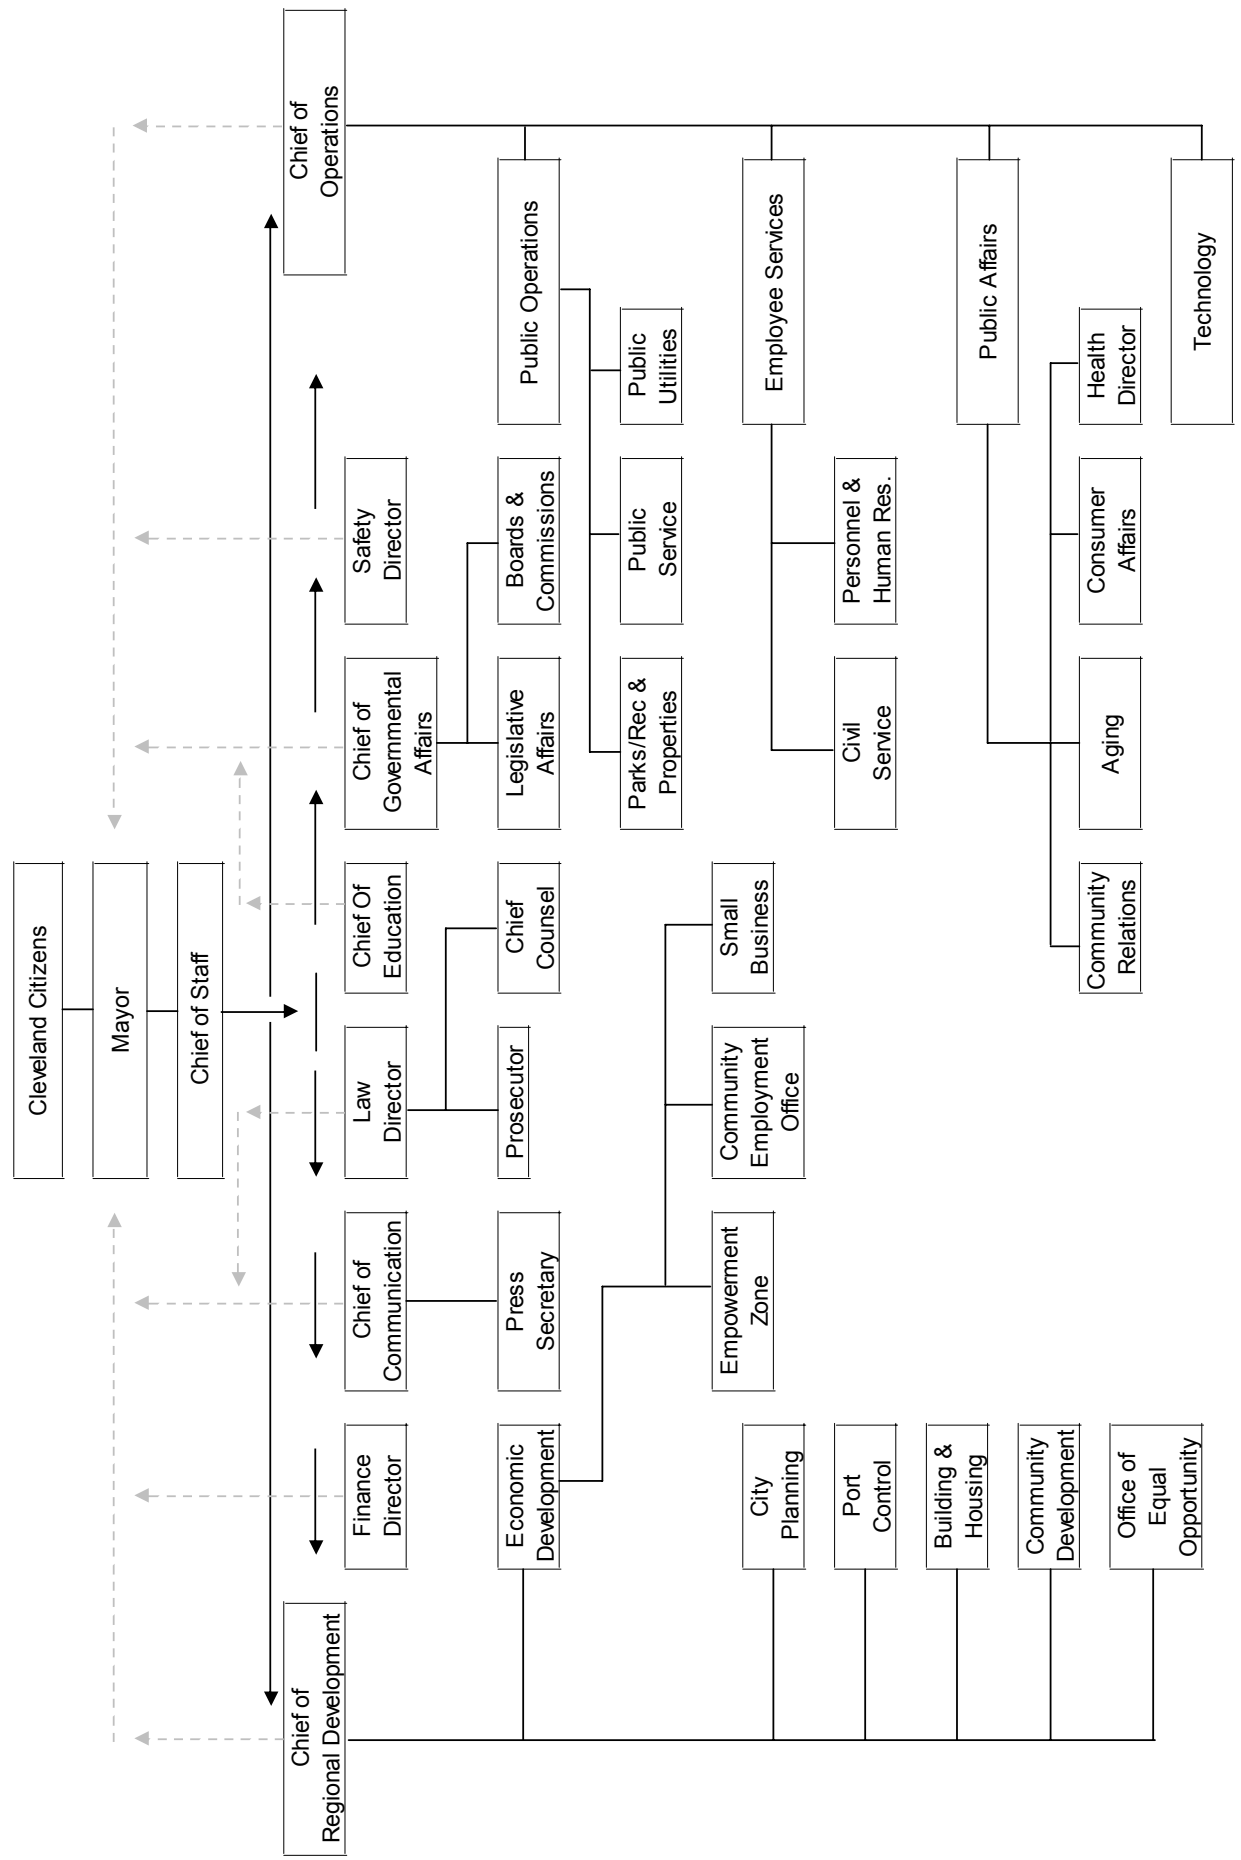 Cleveland Citizens
Mayor
Chief of Staff
Chief of
Regional Development
Chief of
Operations
Finance
Director
Chief of
Communication
Law
Director
Chief Of
Education
Chief of
Governmental
Affairs
Safety
Director
Economic
Development
Press
Secretary
Prosecutor
Chief
Counsel
Legislative
Affairs
Boards &
Commissions
Public Operations
Parks/Rec &
Properties
Public
Service
Public
Utilities
Empowerment
Zone
Community
Employment
Office
Small
Business
City
Planning
Employee Services
Port
Control
Civil
Service
Personnel &
Human Res.
Building &
Housing
Public Affairs
Community
Development
Community
Relations
Aging
Consumer
Affairs
Health
Director
Office of
Equal
Opportunity
Technology